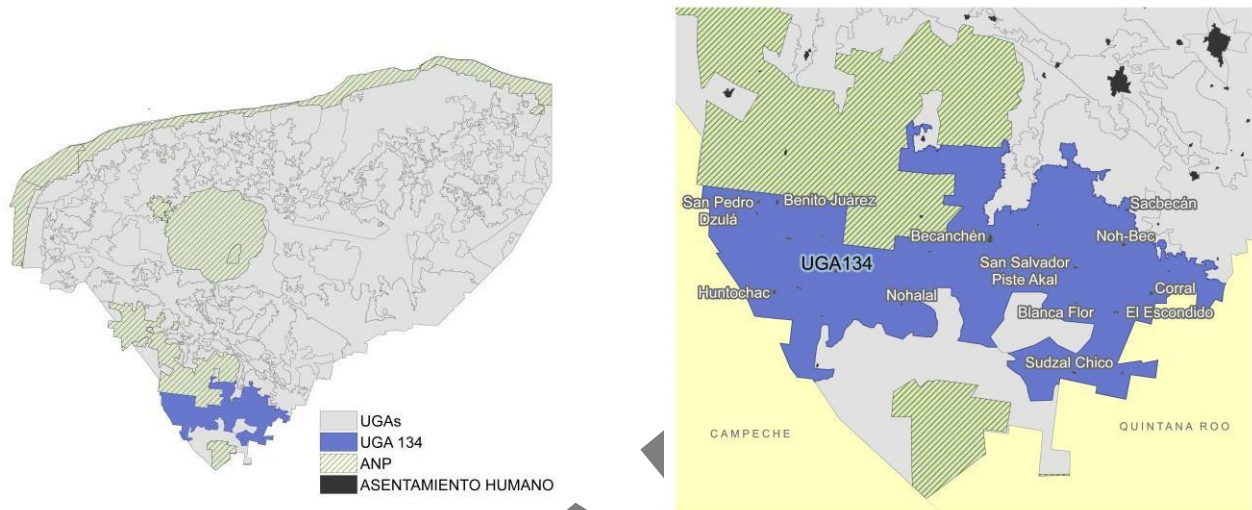 UGAs
UGA 134
ANP
ASENTAMIENTO HUMANO
San Pedro
Dzulá
Benito Juárez
Sacbecán
Becanchén
Noh-Bec
UGA134
San Salvador
Piste Akal
Huntochac
Nohalal
Corral
Blanca Flor
El Escondido
Sudzal Chico
CAMPECHE
QUINTANA ROO